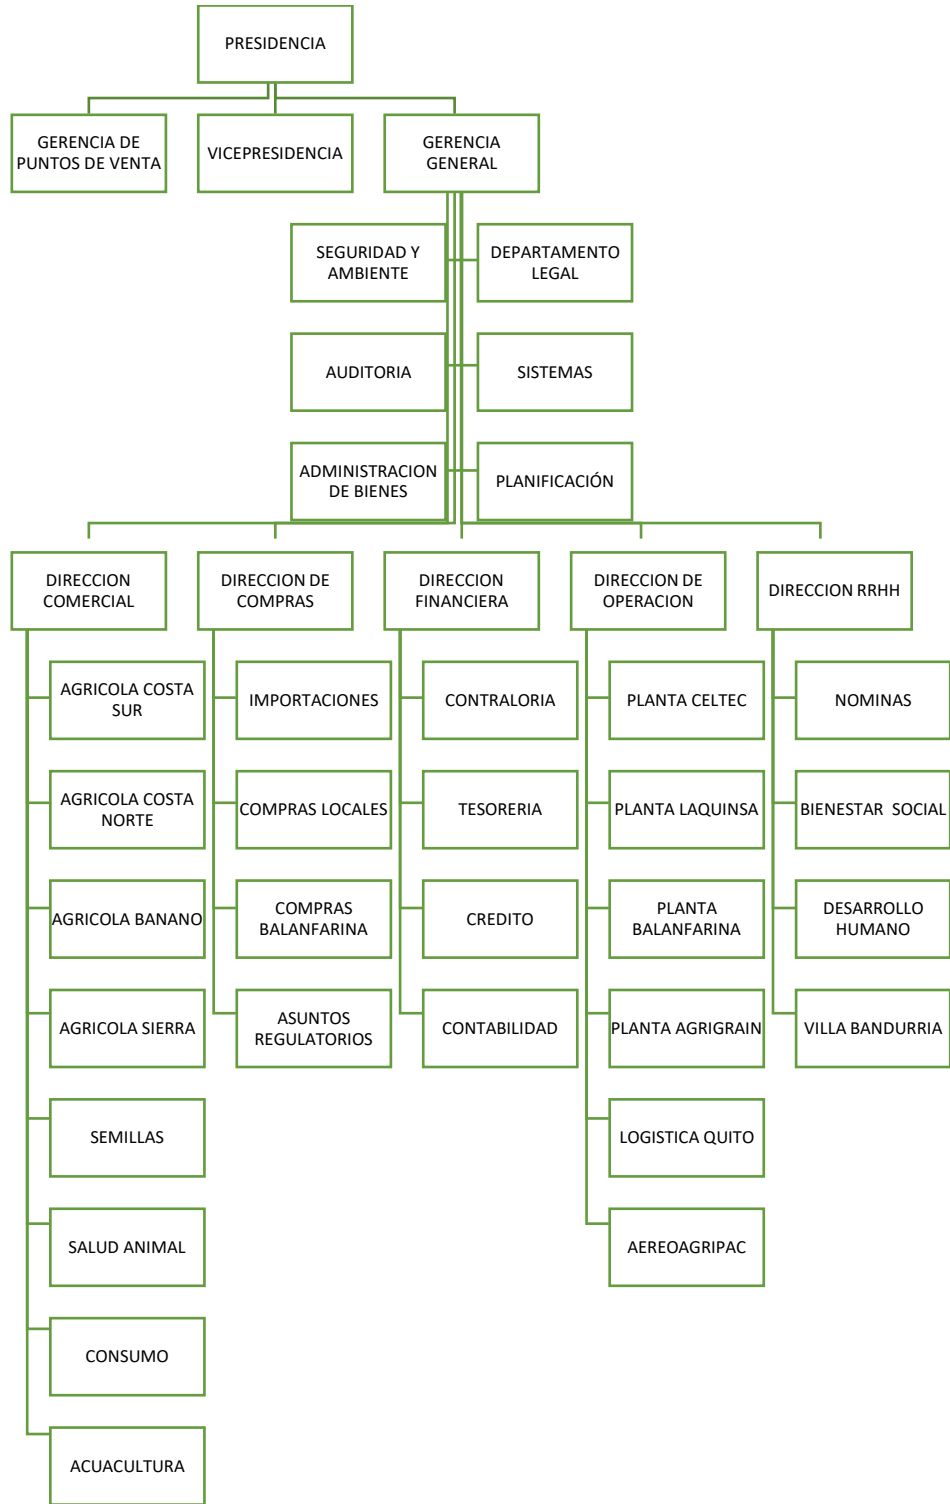 PRESIDENCIA
GERENCIA DE
PUNTOS DE VENTA
VICEPRESIDENCIA
GERENCIA
GENERAL
SEGURIDAD Y
AMBIENTE
DEPARTAMENTO
LEGAL
AUDITORIA
SISTEMAS
ADMINISTRACION
DE BIENES
PLANIFICACIÓN
DIRECCION
COMERCIAL
DIRECCION DE
COMPRAS
DIRECCION
FINANCIERA
DIRECCION DE
OPERACION
DIRECCION RRHH
AGRICOLA COSTA
SUR
IMPORTACIONES
CONTRALORIA
PLANTA CELTEC
NOMINAS
AGRICOLA COSTA
NORTE
COMPRAS LOCALES
TESORERIA
PLANTA LAQUINSA
BIENESTAR SOCIAL
AGRICOLA BANANO
COMPRAS
BALANFARINA
CREDITO
PLANTA
BALANFARINA
DESARROLLO
HUMANO
AGRICOLA SIERRA
ASUNTOS
REGULATORIOS
CONTABILIDAD
PLANTA AGRIGRAIN
VILLA BANDURRIA
SEMILLAS
LOGISTICA QUITO
SALUD ANIMAL
AEREOAGRIPAC
CONSUMO
ACUACULTURA